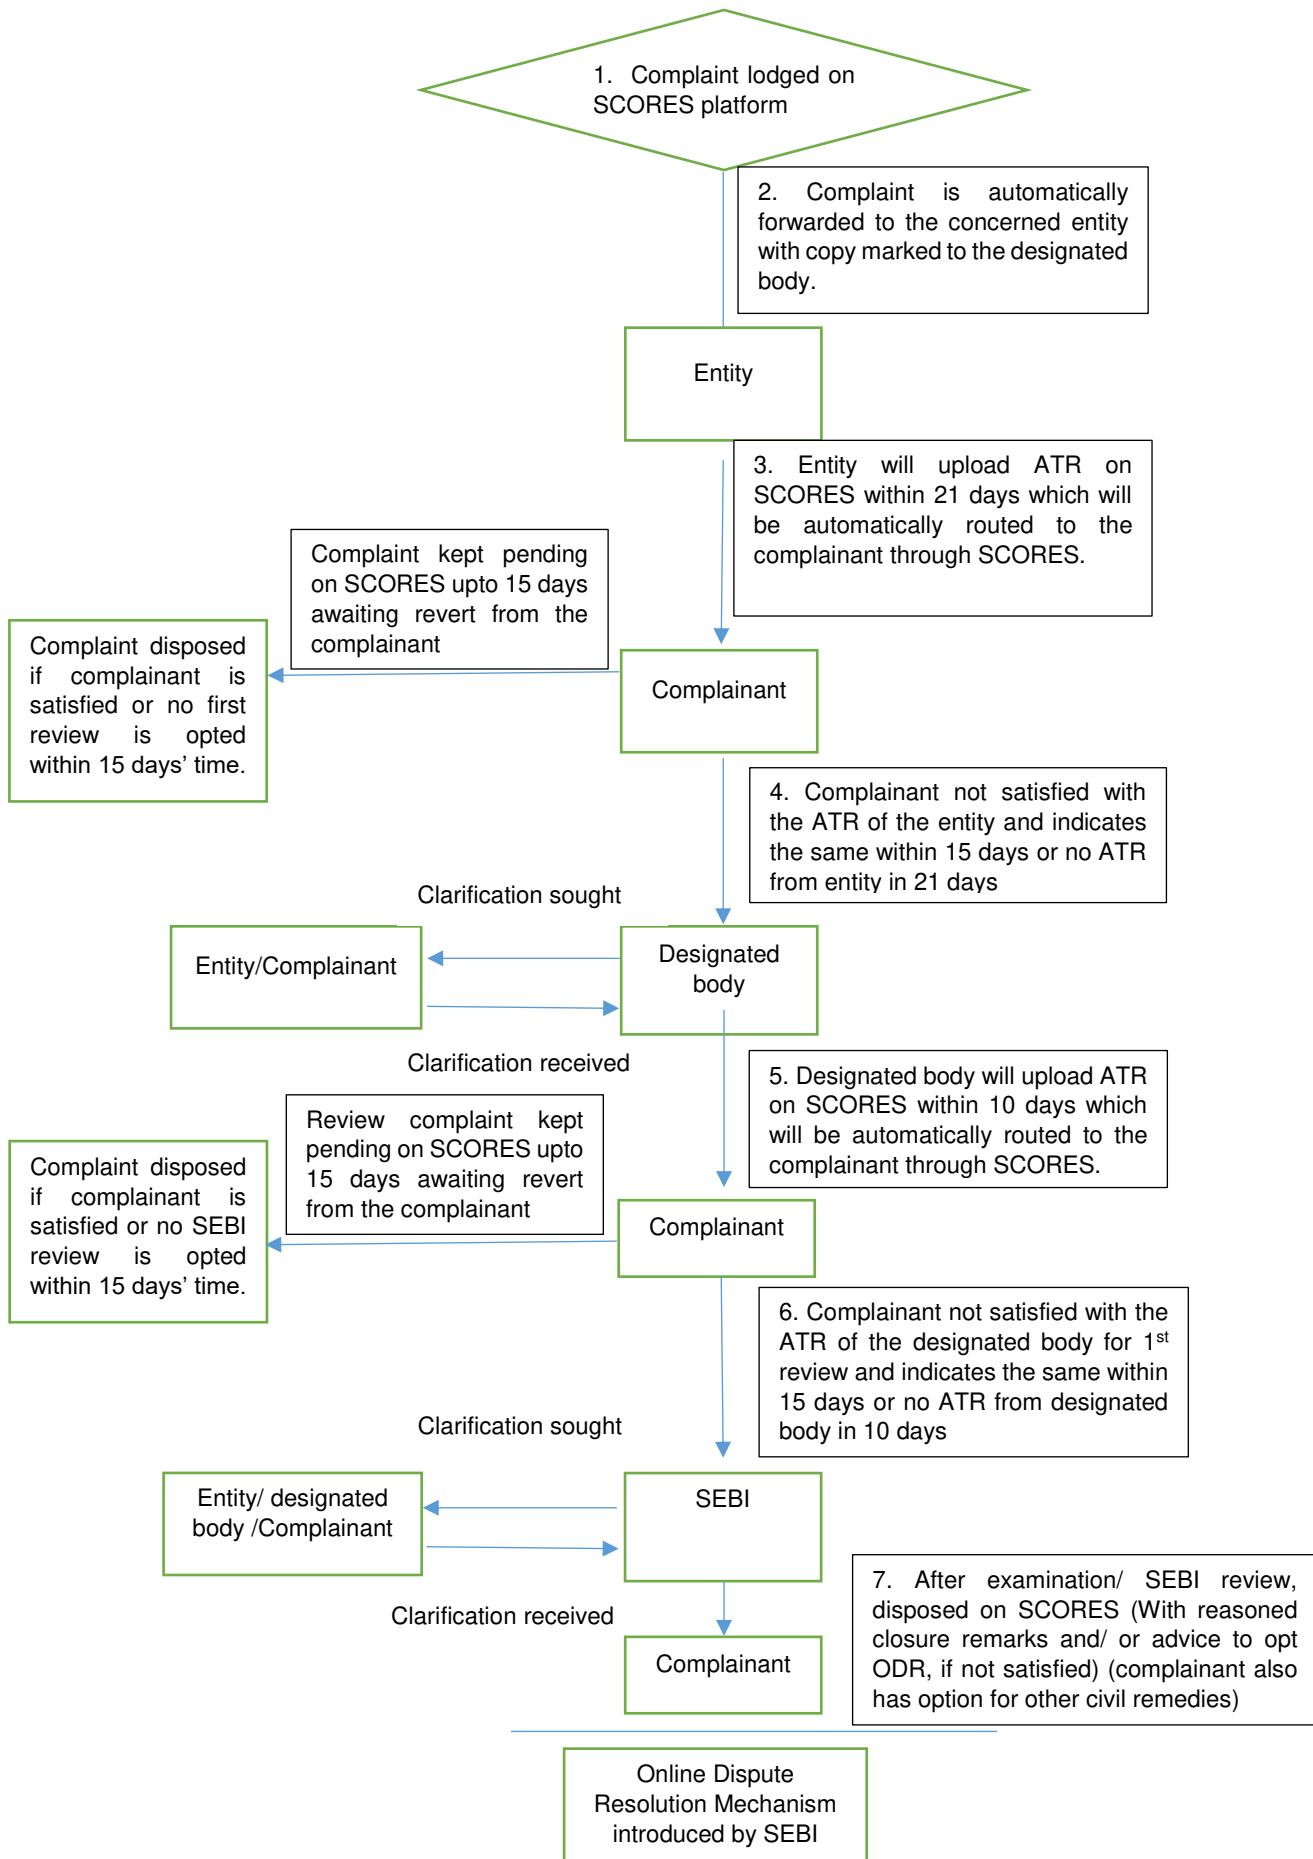 1. Complaint lodged on
SCORES platform
2. Complaint is automatically
forwarded to the concerned entity
with copy marked to the designated
body.
Entity
3. Entity will upload ATR on
SCORES within 21 days which will
be automatically routed to the
complainant through SCORES.
Complaint kept pending
on SCORES upto 15 days
awaiting revert from the
complainant
Complaint disposed
if complainant is
satisfied or no first
review is opted
within 15 days’ time.
Complainant
4. Complainant not satisfied with
the ATR of the entity and indicates
the same within 15 days or no ATR
from entity in 21 days
Clarification sought
Entity/Complainant
Designated
body
Clarification received
5. Designated body will upload ATR
on SCORES within 10 days which
will be automatically routed to the
complainant through SCORES.
Review complaint kept
pending on SCORES upto
15 days awaiting revert
from the complainant
Complaint disposed
if complainant is
satisfied or no SEBI
review is opted
within 15 days’ time.
Complainant
6. Complainant not satisfied with the
ATR of the designated body for 1st
review and indicates the same within
15 days or no ATR from designated
body in 10 days
Clarification sought
Entity/ designated
body /Complainant
SEBI
Clarification received
7. After examination/ SEBI review,
disposed on SCORES (With reasoned
closure remarks and/ or advice to opt
ODR, if not satisfied) (complainant also
has option for other civil remedies)
Complainant
Online Dispute
Resolution Mechanism
introduced by SEBI